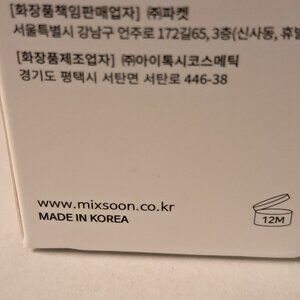 [화장품책임판매업자] ㈜파켓
서울특별시 강남구 언주로 172길65, 3층(신사동, 휴
[화장품제조업자] ㈜아이톡시코스메틱
경기도 평택시 서탄면 서탄로 446-38
www.mixsoon.co.kr
MADE IN KOREA
12M